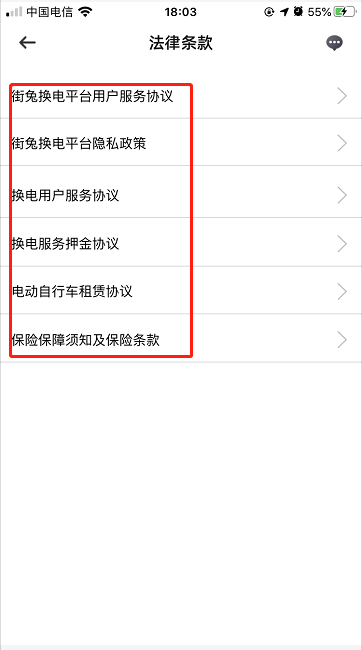 中国电信 18:03 55%
法律条款
街兔换电平台用户服务协议
街兔换电平台隐私政策
换电用户服务协议
换电服务押金协议
电动自行车租赁协议
保险保障须知及保险条款